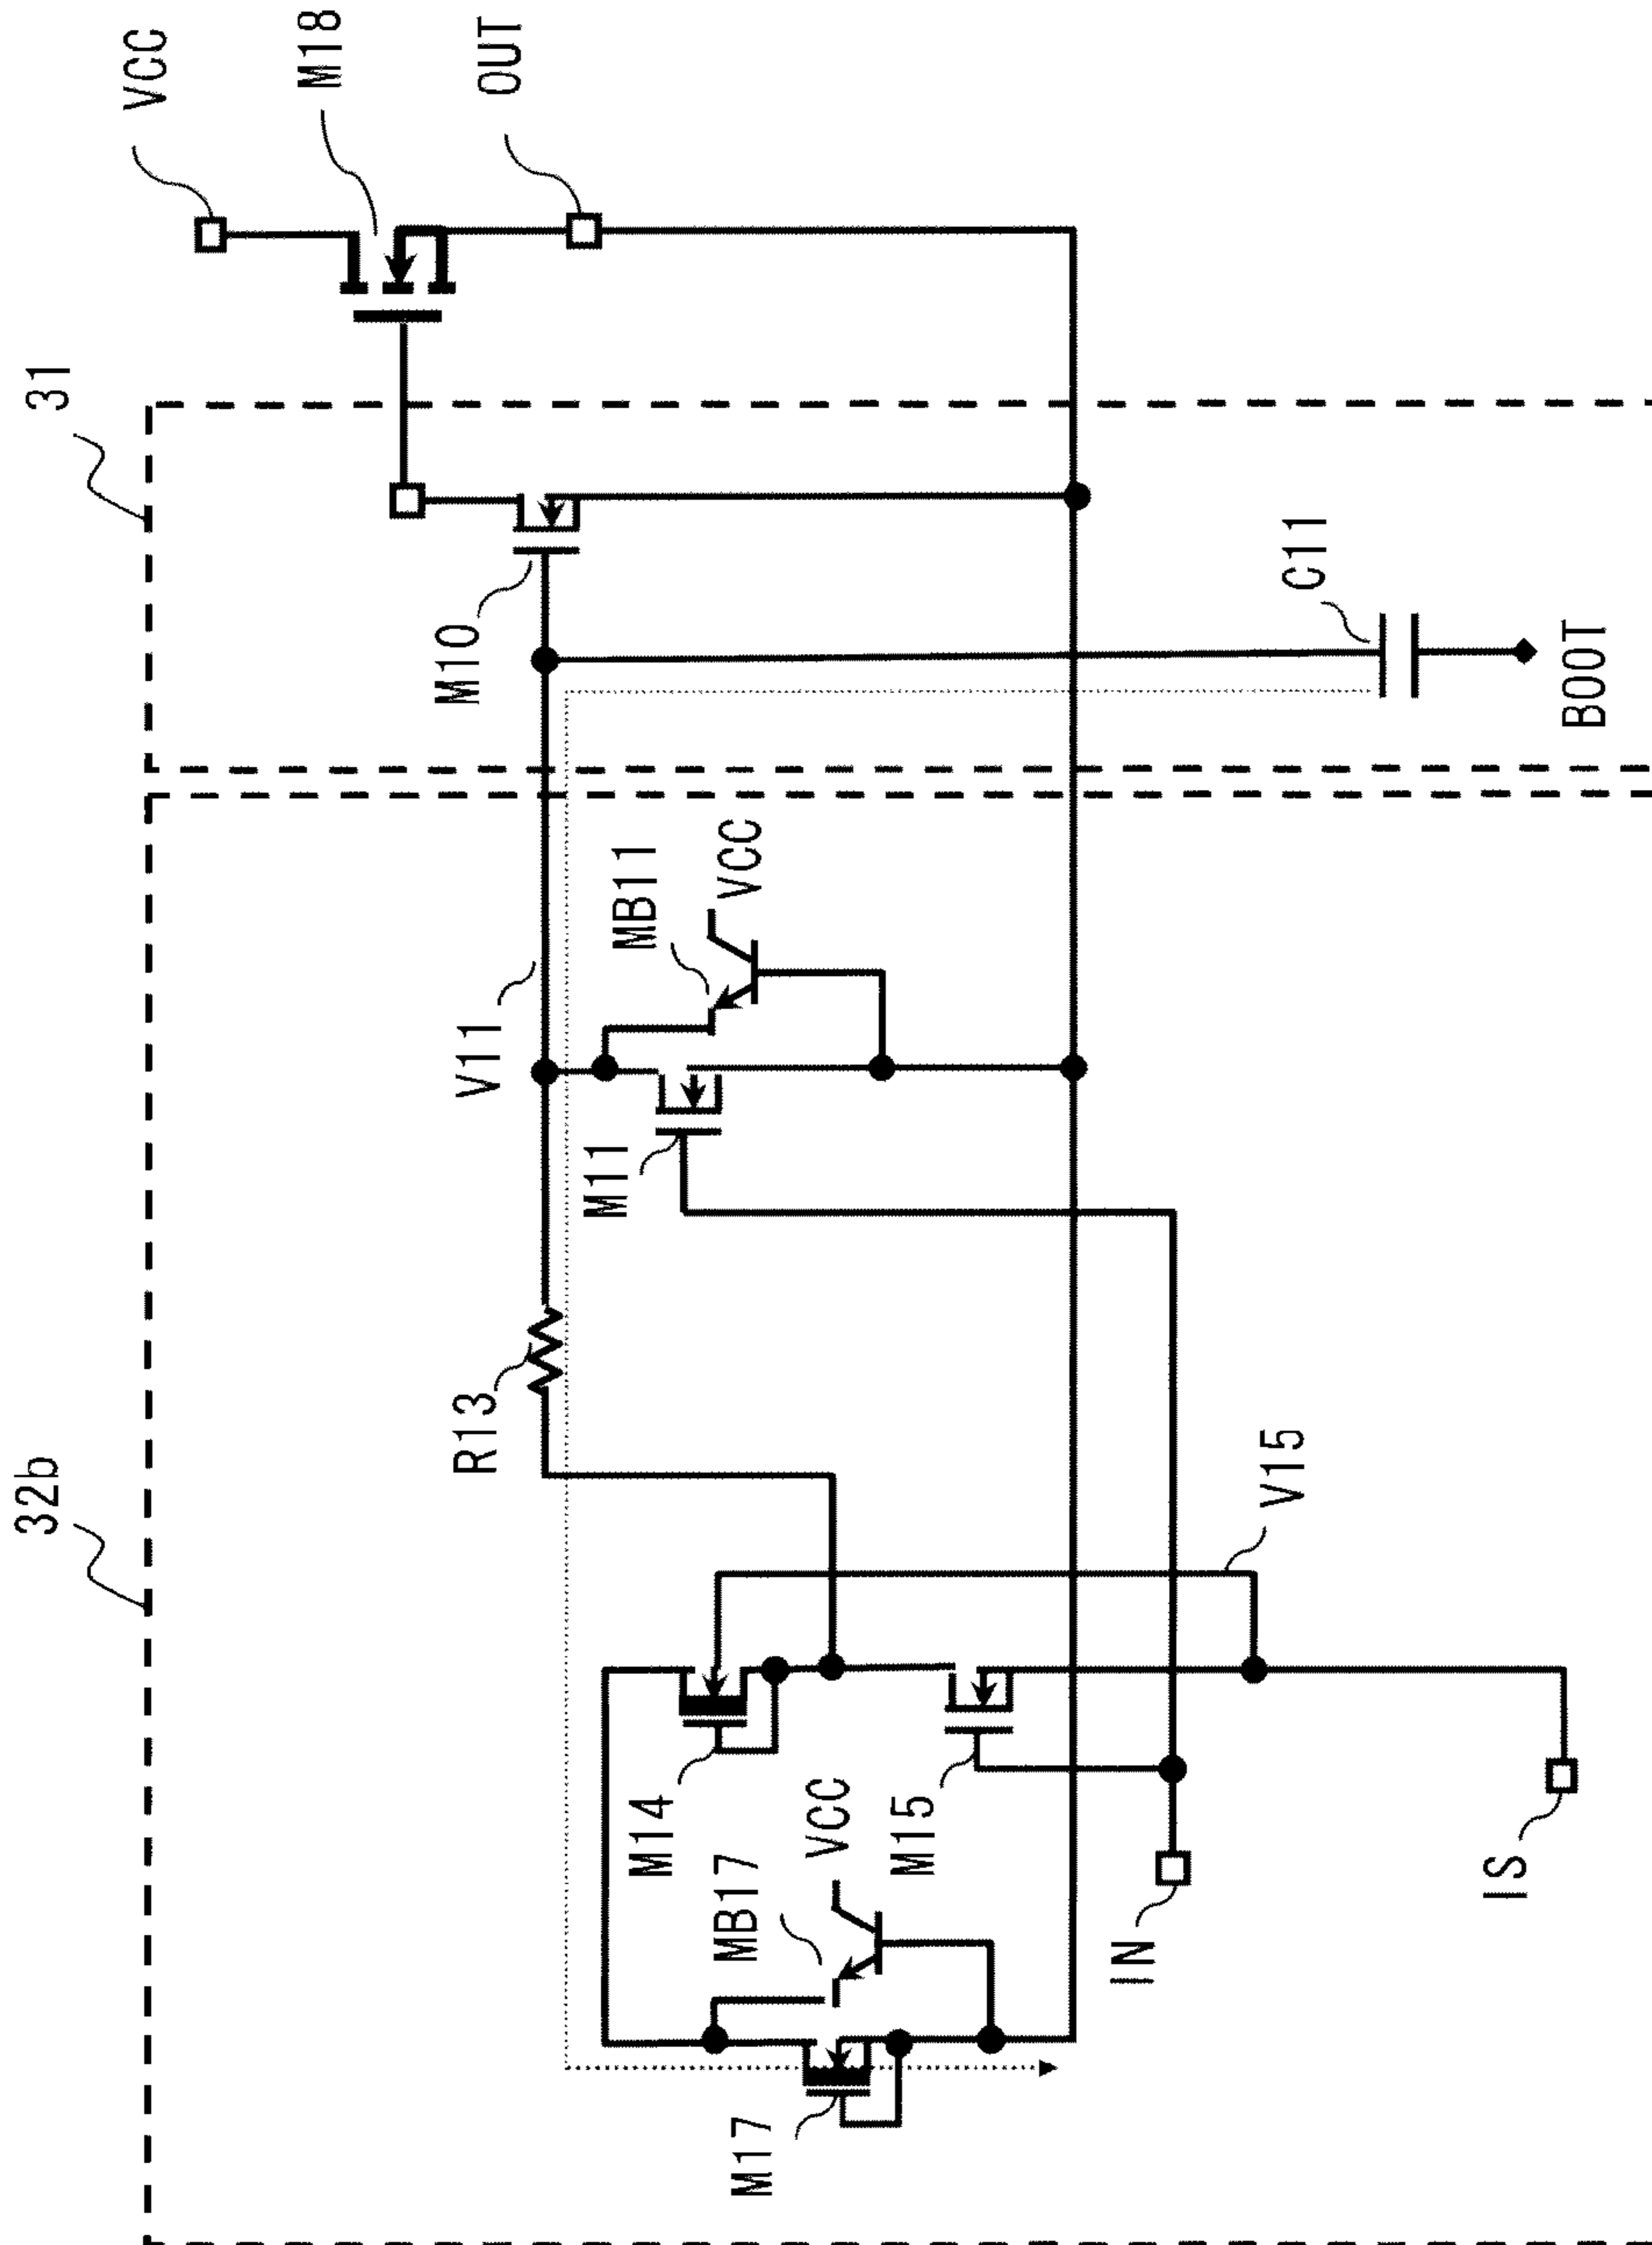 32b
31
VCC
M18
OUT
M10
V11
MB11
VCC
M11
R13
C11
BOOT
M14
M15
MB17
VCC
M17
V15
IN
IS